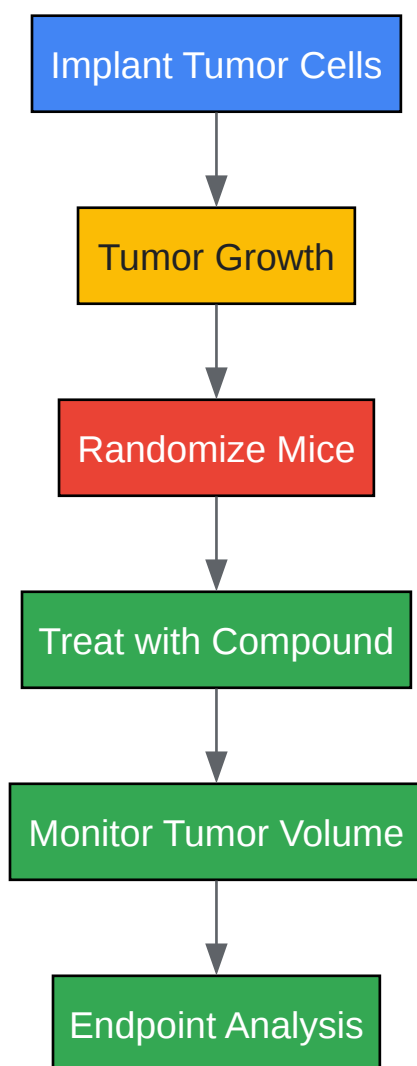 Implant Tumor Cells
Tumor Growth
Randomize Mice
Treat with Compound
Monitor Tumor Volume
Endpoint Analysis